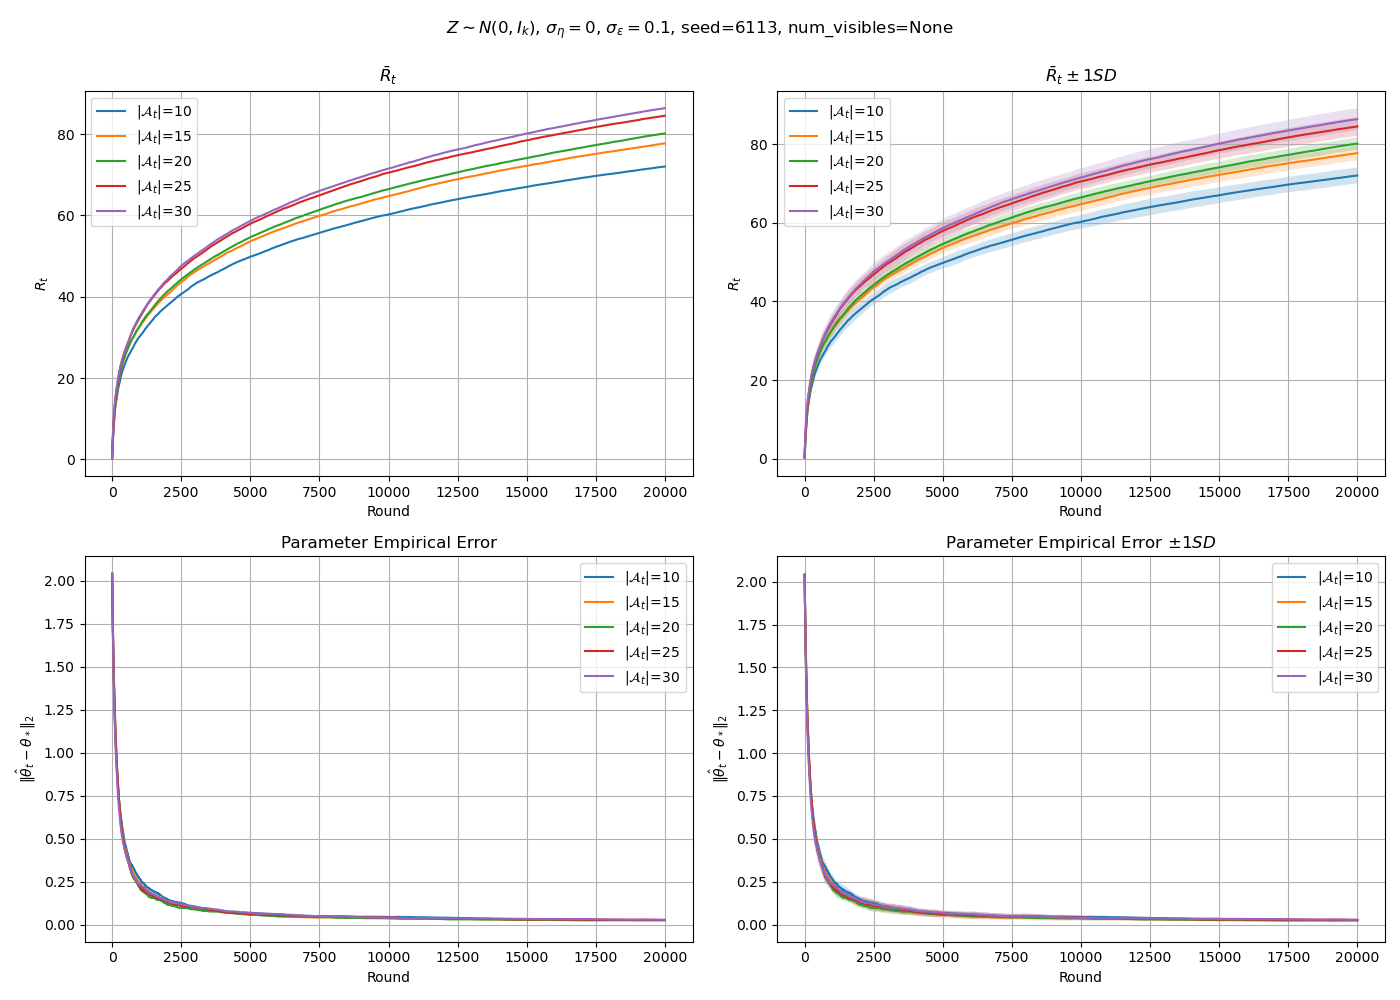 Z ∼ N(0, I_k), σ_η = 0, σ_ε = 0.1, seed=6113, num_visibles=None
R̄_t
R_t
80
60
40
20
0
|𝒜_t|=10
|𝒜_t|=15
|𝒜_t|=20
|𝒜_t|=25
|𝒜_t|=30
0 2500 5000 7500 10000 12500 15000 17500 20000
Round
R̄_t ± 1SD
R_t
80
60
40
20
0
|𝒜_t|=10
|𝒜_t|=15
|𝒜_t|=20
|𝒜_t|=25
|𝒜_t|=30
0 2500 5000 7500 10000 12500 15000 17500 20000
Round
Parameter Empirical Error
‖θ̂_t − θ_*‖₂
2.00
1.75
1.50
1.25
1.00
0.75
0.50
0.25
0.00
|𝒜_t|=10
|𝒜_t|=15
|𝒜_t|=20
|𝒜_t|=25
|𝒜_t|=30
0 2500 5000 7500 10000 12500 15000 17500 20000
Round
Parameter Empirical Error ±1SD
‖θ̂_t − θ_*‖₂
2.00
1.75
1.50
1.25
1.00
0.75
0.50
0.25
0.00
|𝒜_t|=10
|𝒜_t|=15
|𝒜_t|=20
|𝒜_t|=25
|𝒜_t|=30
0 2500 5000 7500 10000 12500 15000 17500 20000
Round